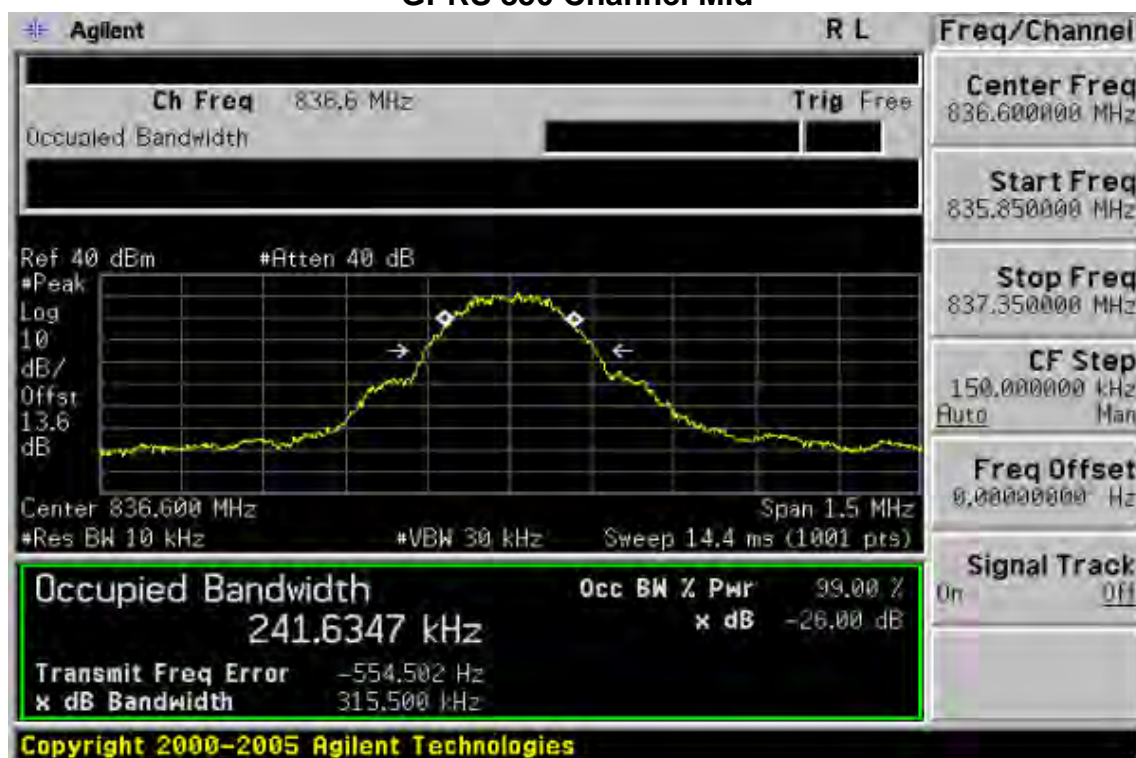 GPRS 850 Channel Mid
Agilent R L Freq/Channel
Ch Freq 836.6 MHz Trig Free
Occupied Bandwidth
Center Freq
836.600000 MHz
Start Freq
835.850000 MHz
Stop Freq
837.350000 MHz
CF Step
150.000000 kHz
Auto Man
Freq Offset
0.00000000 Hz
Signal Track
On Off
Ref 40 dBm #Atten 40 dB
#Peak
Log
10
dB/
Offst
13.6
dB
Center 836.600 MHz Span 1.5 MHz
#Res BW 10 kHz #VBW 30 kHz Sweep 14.4 ms (1001 pts)
Occupied Bandwidth
241.6347 kHz
Occ BW % Pwr 99.00 %
x dB -26.00 dB
Transmit Freq Error -554.502 Hz
x dB Bandwidth 315.500 kHz
Copyright 2000-2005 Agilent Technologies